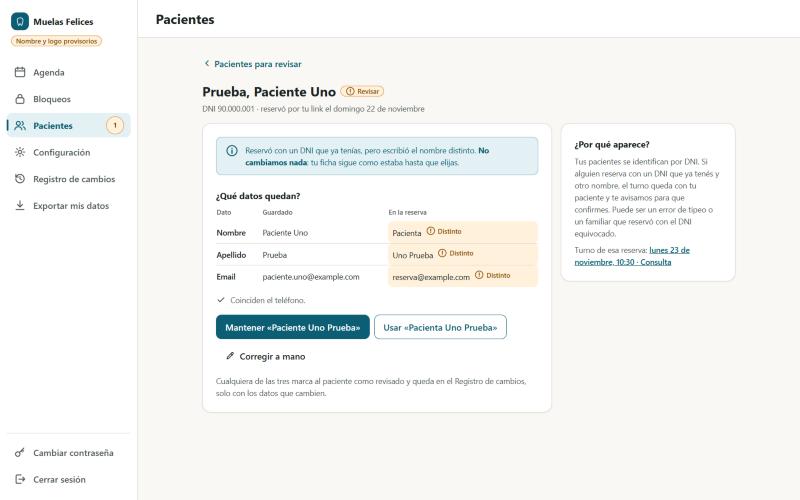 Muelas Felices
Nombre y logo provisorios
Agenda
Bloqueos
Pacientes
1
Configuración
Registro de cambios
Exportar mis datos
Cambiar contraseña
Cerrar sesión
Pacientes
Pacientes para revisar
Prueba, Paciente Uno
Revisar
DNI 90.000.001 · reservó por tu link el domingo 22 de noviembre
Reservó con un DNI que ya tenías, pero escribió el nombre distinto. No
cambiamos nada: tu ficha sigue como estaba hasta que elijas.
¿Qué datos quedan?
Dato Guardado En la reserva
Nombre Paciente Uno Pacienta Distinto
Apellido Prueba Uno Prueba Distinto
Email paciente.uno@example.com reserva@example.com Distinto
Coinciden el teléfono.
Mantener «Paciente Uno Prueba»
Usar «Pacienta Uno Prueba»
Corregir a mano
Cualquiera de las tres marca al paciente como revisado y queda en el Registro de cambios,
solo con los datos que cambien.
¿Por qué aparece?
Tus pacientes se identifican por DNI. Si
alguien reserva con un DNI que ya tenés y
otro nombre, el turno queda con tu
paciente y te avisamos para que
confirmes. Puede ser un error de tipeo o
un familiar que reservó con el DNI
equivocado.
Turno de esa reserva: lunes 23 de
noviembre, 10:30 · Consulta